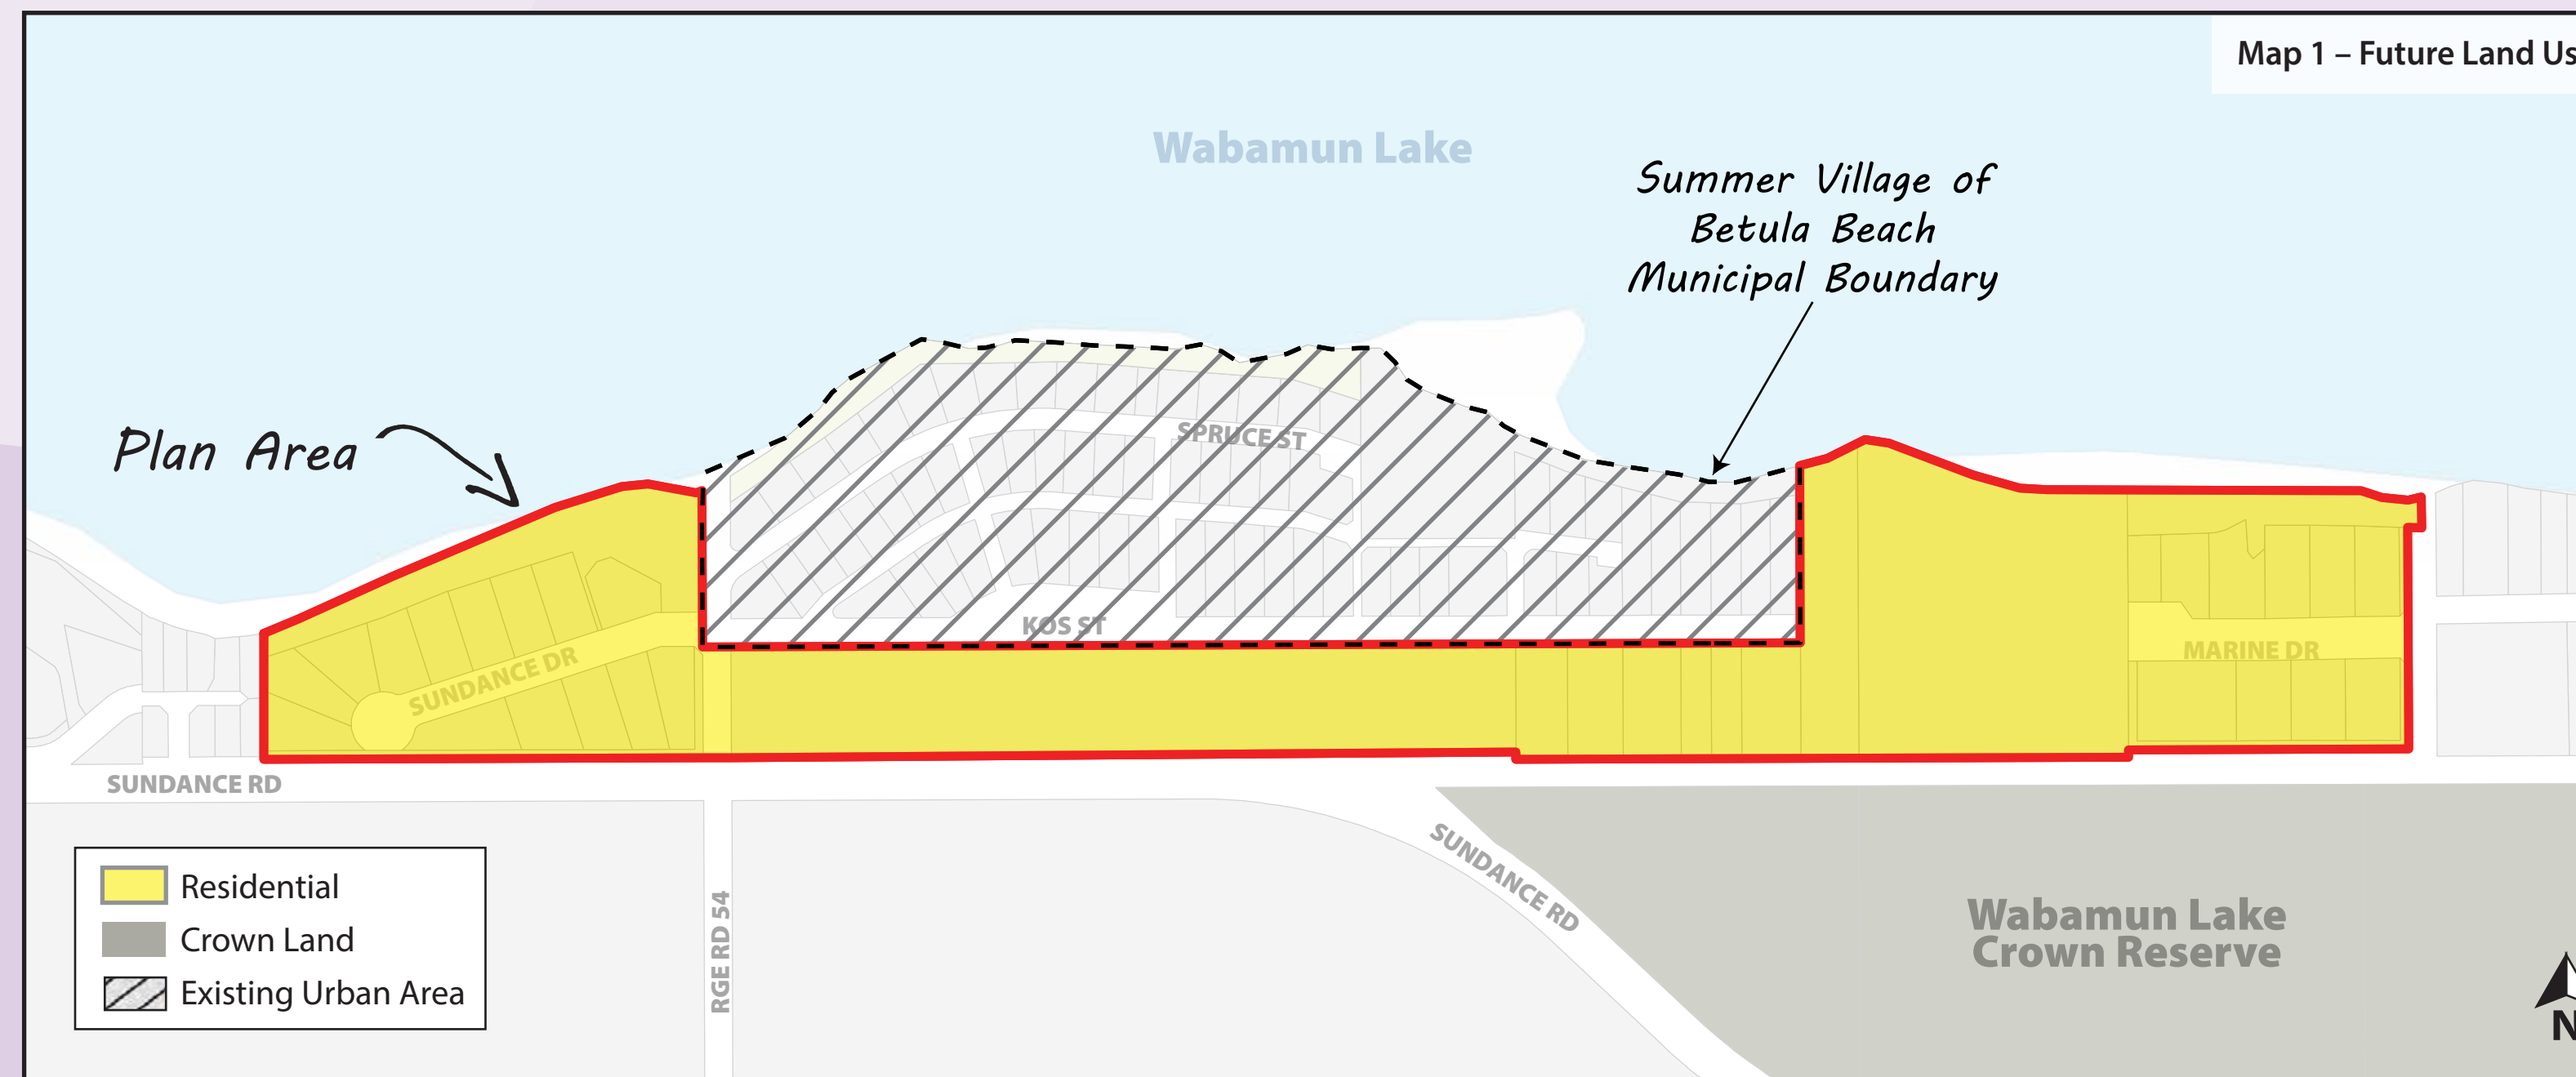 Map 1 – Future Land Us
Wabamun Lake
Summer Village of
Betula Beach
Municipal Boundary
Plan Area
SPRUCE ST
KOS ST
SUNDANCE DR
MARINE DR
SUNDANCE RD
SUNDANCE RD
RGE RD 54
Residential
Crown Land
Existing Urban Area
Wabamun Lake
Crown Reserve
N